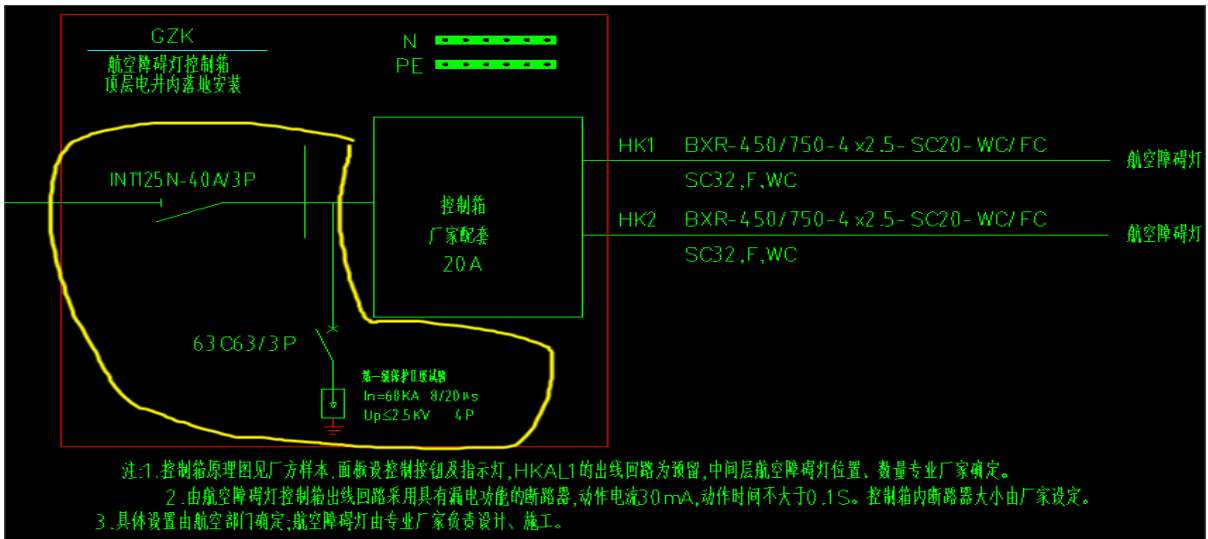 GZK
航空障碍灯控制箱
顶层电井内落地安装
N
PE
INT125N-40A/3P
控制箱
厂家配套
20A
HK1 BXR-450/750-4x2.5-SC20-WC/FC
SC32,F,WC
航空障碍灯
HK2 BXR-450/750-4x2.5-SC20-WC/FC
SC32,F,WC
航空障碍灯
63C63/3P
第一级保护II级试验
In=60KA 8/20μs
Up≤2.5KV 4P
注:1.控制箱原理图见厂方样本,面板设控制按钮及指示灯,HKAL1的出线回路为预留,中间层航空障碍灯位置、数量专业厂家确定。
2.由航空障碍灯控制箱出线回路采用具有漏电功能的断路器,动作电流30mA,动作时间不大于0.1S。控制箱内断路器大小由厂家设定。
3.具体设置由航空部门确定;航空障碍灯由专业厂家负责设计、施工。